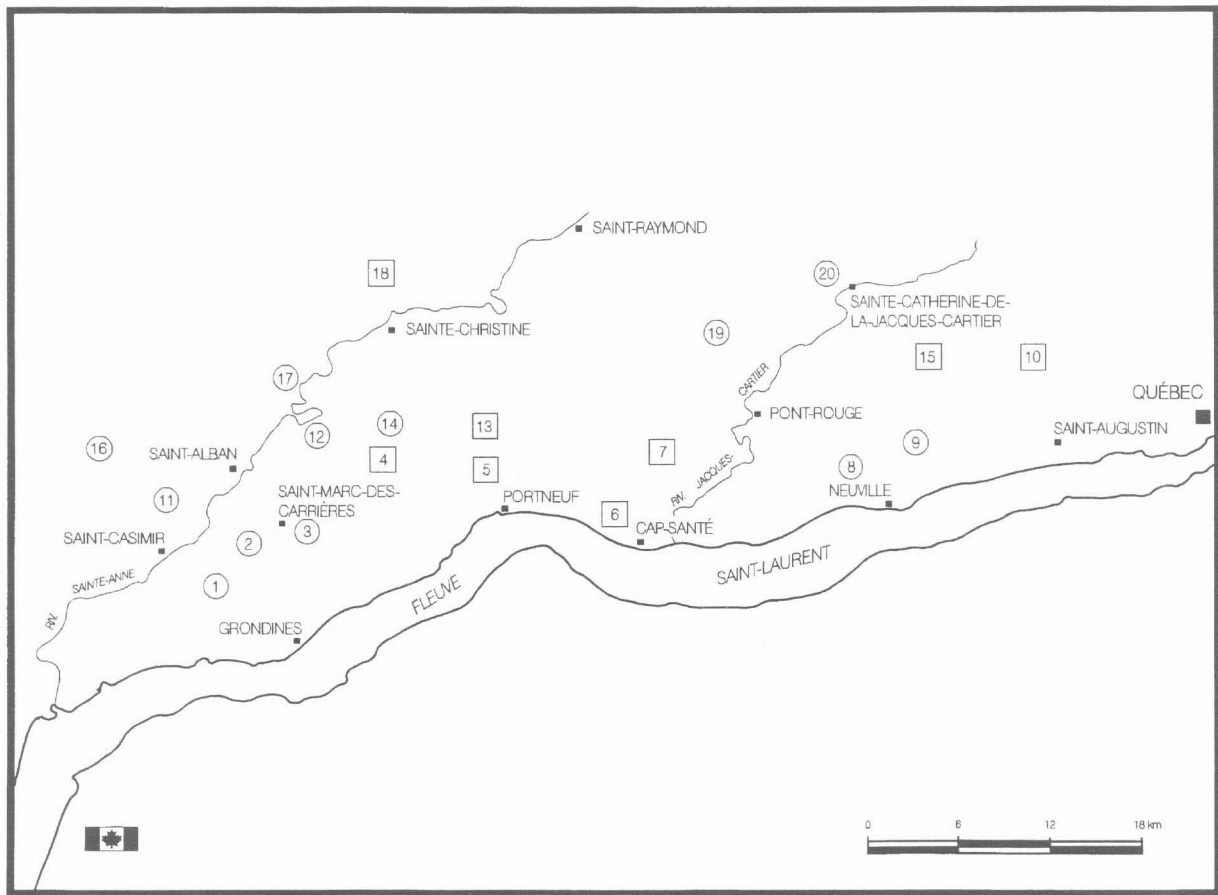 SAINT-RAYMOND
18
20
SAINTE-CATHERINE-DE-
LA-JACQUES-CARTIER
SAINTE-CHRISTINE
19
15
10
17
CARTIER
QUÉBEC
PONT-ROUGE
14
13
12
SAINT-AUGUSTIN
9
16
4
7
SAINT-ALBAN
5
8
JACQUES-
RIV.
11
SAINT-MARC-DES-
CARRIÈRES
PORTNEUF
NEUVILLE
6
3
CAP-SANTÉ
2
SAINT-CASIMIR
SAINT-LAURENT
SAINTE-ANNE
RIV.
1
FLEUVE
GRONDINES
0 6 12 18 km